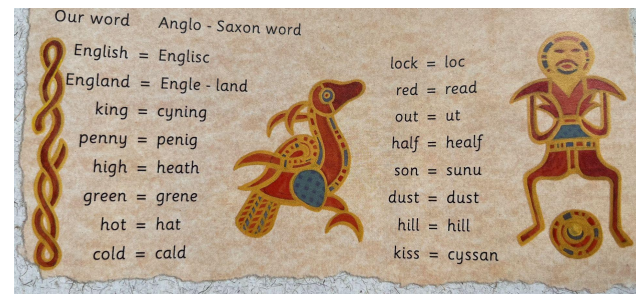 Our word Anglo - Saxon word
English = Englisc
England = Engle - land
king = cyning
penny = penig
high = heath
green = grene
hot = hat
cold = cald
lock = loc
red = read
out = ut
half = healf
son = sunu
dust = dust
hill = hill
kiss = cyssan